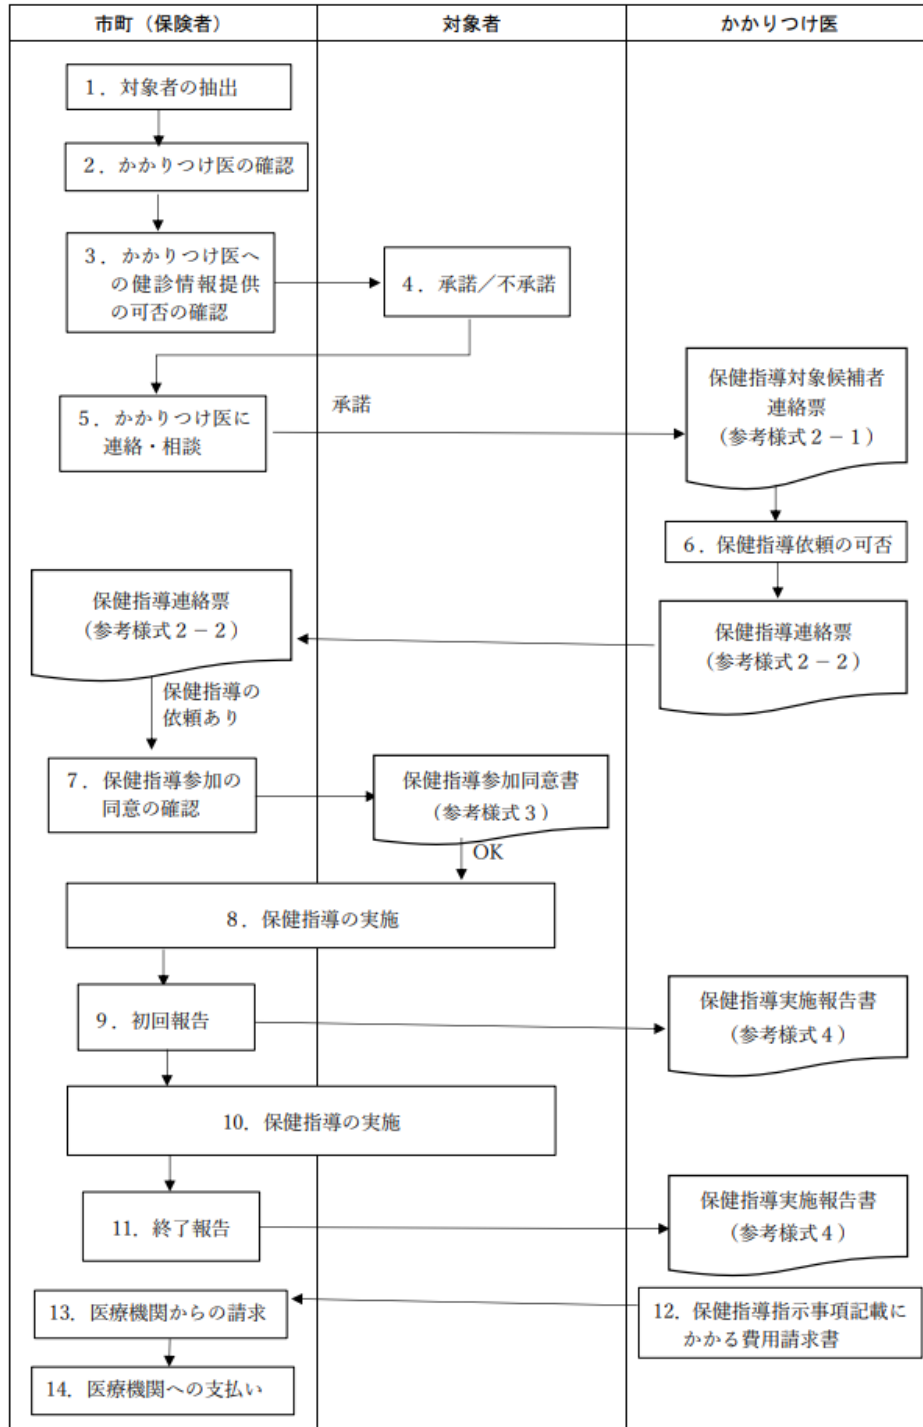 市町（保険者）
対象者
かかりつけ医
1．対象者の抽出
2．かかりつけ医の確認
3．かかりつけ医へ
の健診情報提供
の可否の確認
4．承諾／不承諾
5．かかりつけ医に
連絡・相談
承諾
保健指導対象候補者
連絡票
（参考様式2－1）
6．保健指導依頼の可否
保健指導連絡票
（参考様式2－2）
保健指導連絡票
（参考様式2－2）
保健指導の
依頼あり
7．保健指導参加の
同意の確認
保健指導参加同意書
（参考様式3）
OK
8．保健指導の実施
9．初回報告
保健指導実施報告書
（参考様式4）
10．保健指導の実施
11．終了報告
保健指導実施報告書
（参考様式4）
12．保健指導指示事項記載に
かかる費用請求書
13．医療機関からの請求
14．医療機関への支払い